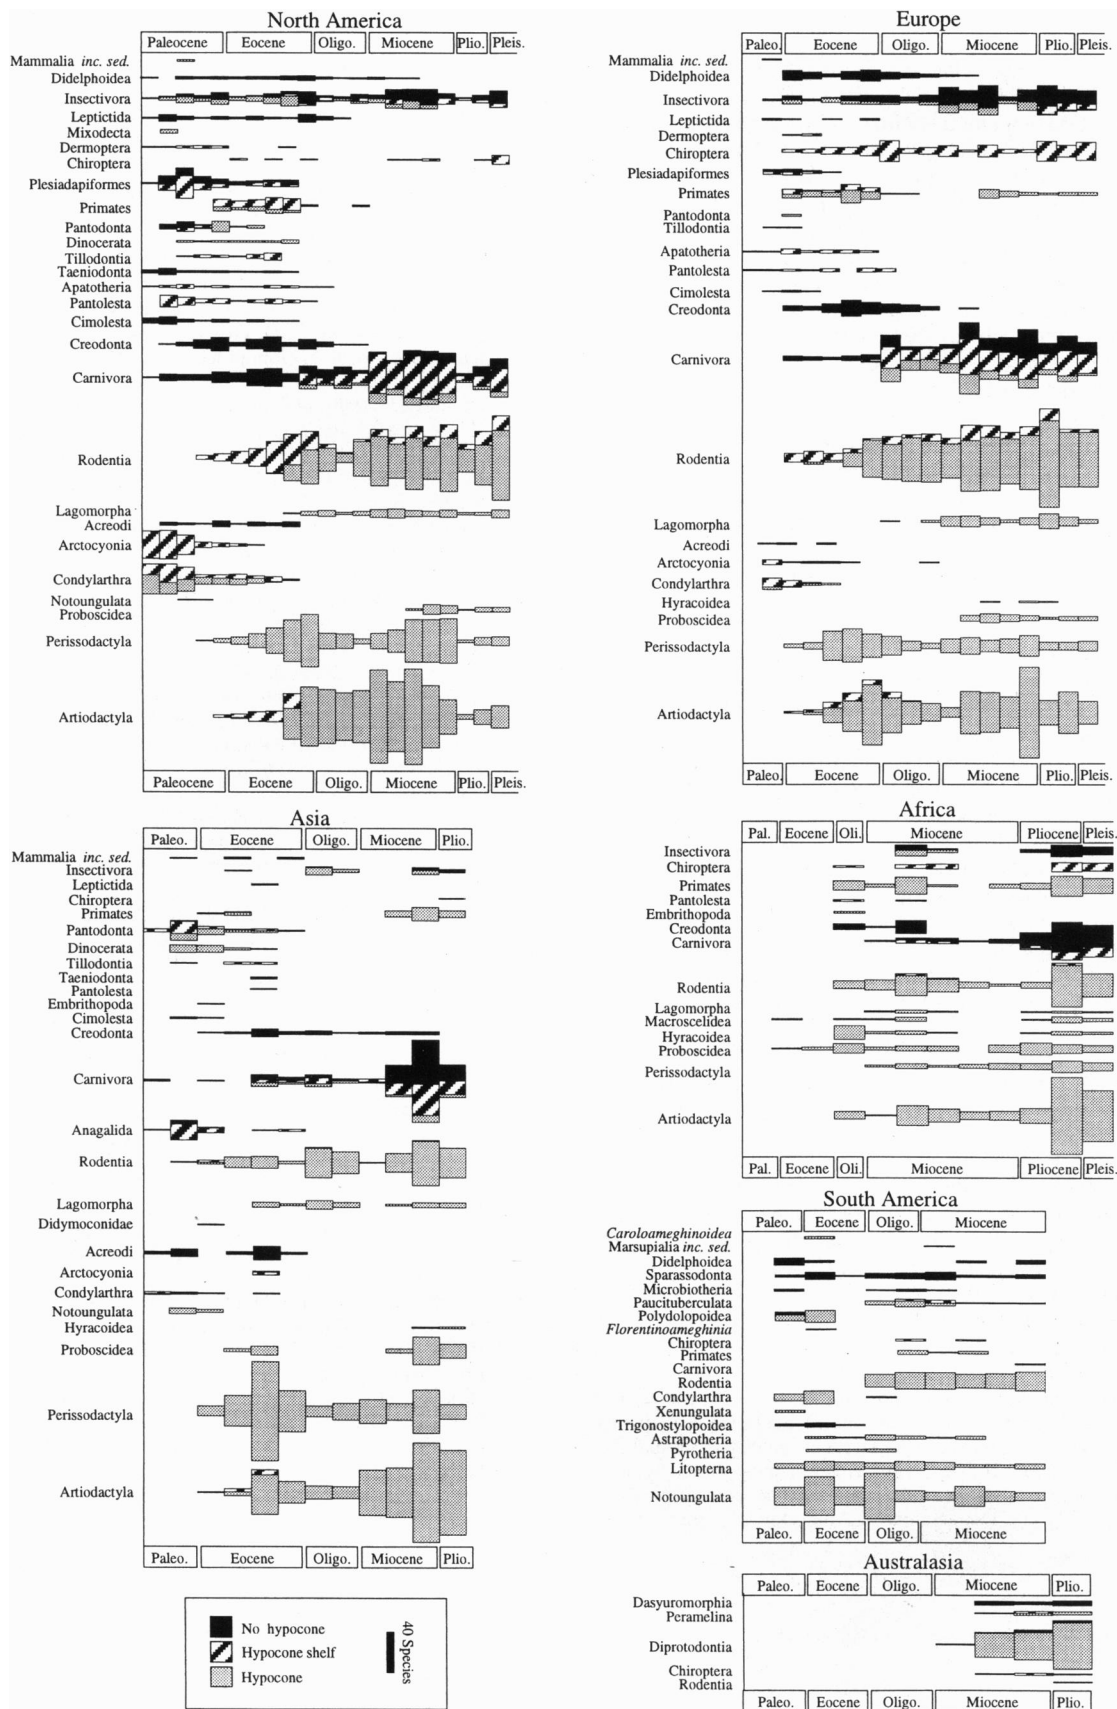 North America
Paleocene Eocene Oligo. Miocene Plio. Pleis.
Mammalia inc. sed.
Didelphoidea
Insectivora
Leptictida
Mixodecta
Dermoptera
Chiroptera
Plesiadapiformes
Primates
Pantodonta
Dinocerata
Tillodontia
Taeniodonta
Apatotheria
Pantolesta
Cimolesta
Creodonta
Carnivora
Rodentia
Lagomorpha
Acreodi
Arctocyonia
Condylarthra
Notoungulata
Proboscidea
Perissodactyla
Artiodactyla
Paleocene Eocene Oligo. Miocene Plio. Pleis.
Europe
Paleo. Eocene Oligo. Miocene Plio. Pleis.
Mammalia inc. sed.
Didelphoidea
Insectivora
Leptictida
Dermoptera
Chiroptera
Plesiadapiformes
Primates
Pantodonta
Tillodontia
Apatotheria
Pantolesta
Cimolesta
Creodonta
Carnivora
Rodentia
Lagomorpha
Acreodi
Arctocyonia
Condylarthra
Hyracoidea
Proboscidea
Perissodactyla
Artiodactyla
Paleo. Eocene Oligo. Miocene Plio. Pleis.
Asia
Paleo. Eocene Oligo. Miocene Plio.
Mammalia inc. sed.
Insectivora
Leptictida
Chiroptera
Primates
Pantodonta
Dinocerata
Tillodontia
Taeniodonta
Pantolesta
Embrithopoda
Cimolesta
Creodonta
Carnivora
Anagalida
Rodentia
Lagomorpha
Didymoconidae
Acreodi
Arctocyonia
Condylarthra
Notoungulata
Hyracoidea
Proboscidea
Perissodactyla
Artiodactyla
Paleo. Eocene Oligo. Miocene Plio.
No hypocone
Hypocone shelf
Hypocone
40 Species
Africa
Pal. Eocene Oli. Miocene Pliocene Pleis.
Insectivora
Chiroptera
Primates
Pantolesta
Embrithopoda
Creodonta
Carnivora
Rodentia
Lagomorpha
Macroscelidea
Hyracoidea
Proboscidea
Perissodactyla
Artiodactyla
Pal. Eocene Oli. Miocene Pliocene Pleis.
South America
Paleo. Eocene Oligo. Miocene
Caroloameghinoidea
Marsupialia inc. sed.
Didelphoidea
Sparassodonta
Microbiotheria
Paucituberculata
Polydolopoidea
Florentinoameghinia
Chiroptera
Primates
Carnivora
Rodentia
Condylarthra
Xenungulata
Trigonostylopoidea
Astrapotheria
Pyrotheria
Litopterna
Notoungulata
Paleo. Eocene Oligo. Miocene
Australasia
Paleo. Eocene Oligo. Miocene Plio.
Dasyuromorphia
Peramelina
Diprotodontia
Chiroptera
Rodentia
Paleo. Eocene Oligo. Miocene Plio.